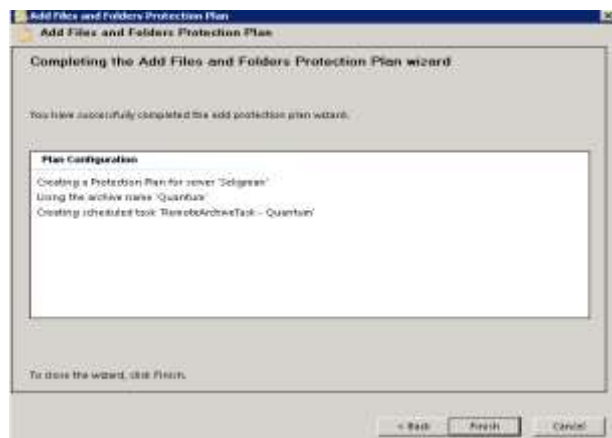 Add Files and Folders Protection Plan
Add Files and Folders Protection Plan
Completing the Add Files and Folders Protection Plan wizard
You have successfully completed the add protection plan wizard.
Plan Configuration
Creating a Protection Plan for server 'Seligman'
Using the archive name 'Quantum'
Creating scheduled task 'RemoteArchiveTask - Quantum'
To close the wizard, click Finish.
< Back
Finish
Cancel